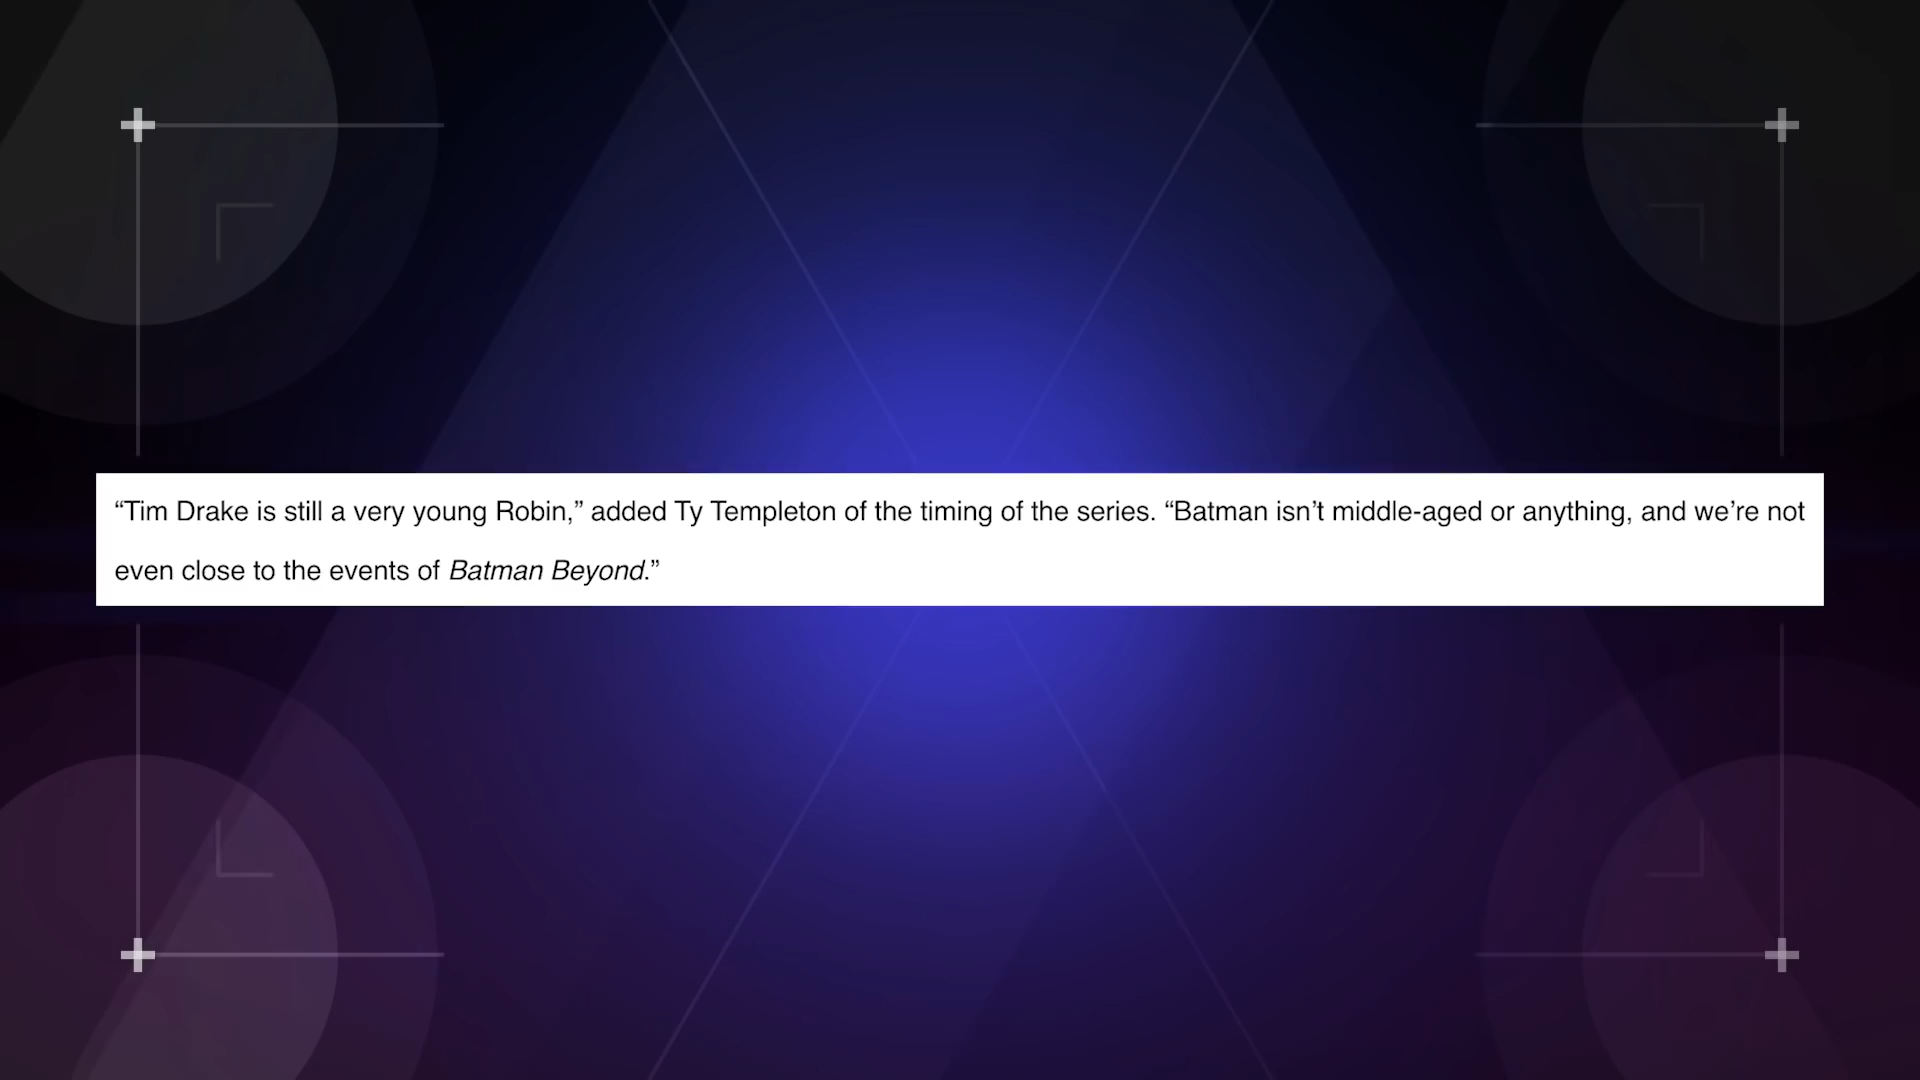 “Tim Drake is still a very young Robin,” added Ty Templeton of the timing of the series. “Batman isn’t middle-aged or anything, and we’re not
even close to the events of Batman Beyond.”